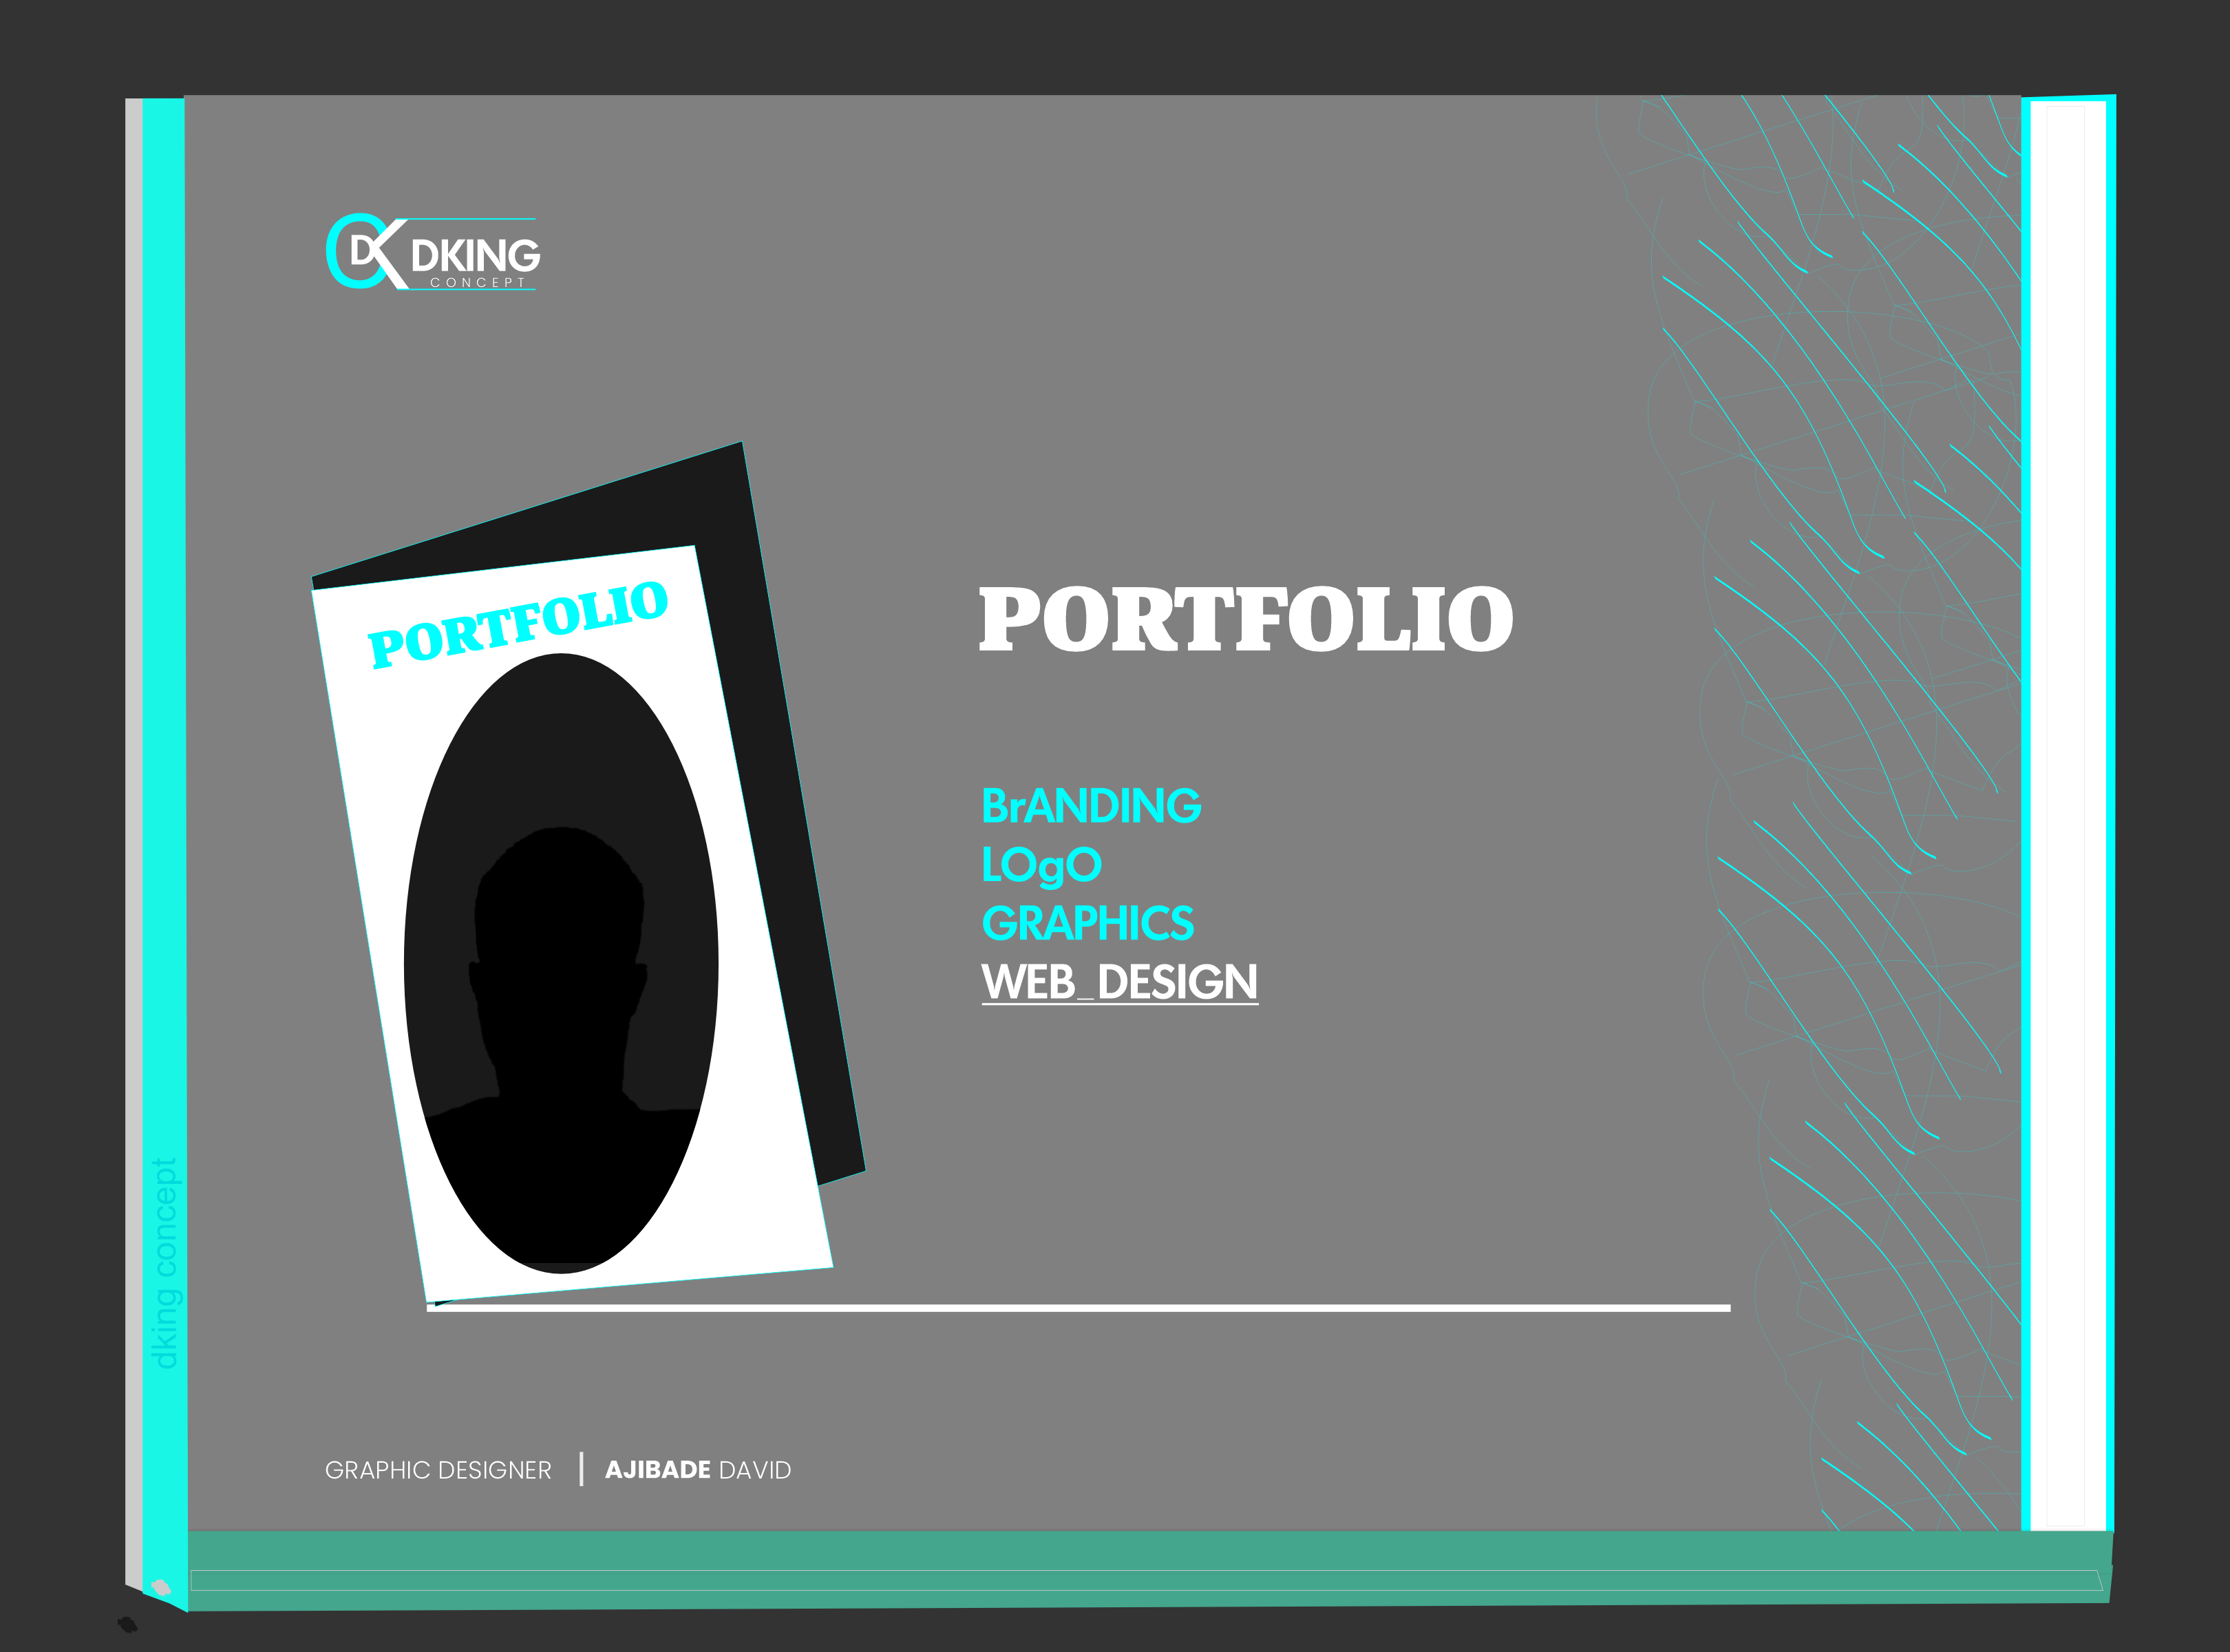 DK DKING
CONCEPT
PORTFOLIO
PORTFOLIO
BrANDING
LOgO
GRAPHICS
WEB_DESIGN
dking concept
GRAPHIC DESIGNER | AJIBADE DAVID